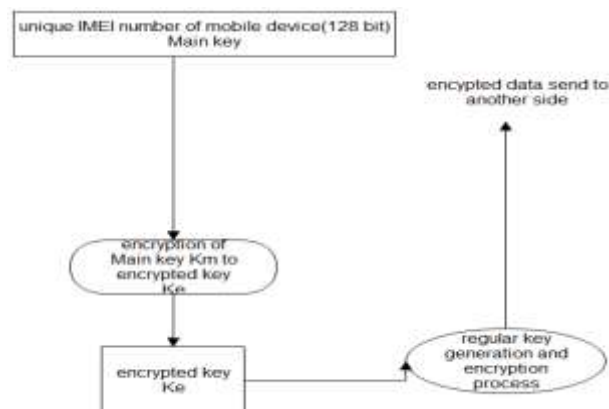 unique IMEI number of mobile device(128 bit)
Main key
encypted data send to
another side
encryption of
Main key Km to
encrypted key
Ke
encrypted key
Ke
regular key
generation and
encryption
process